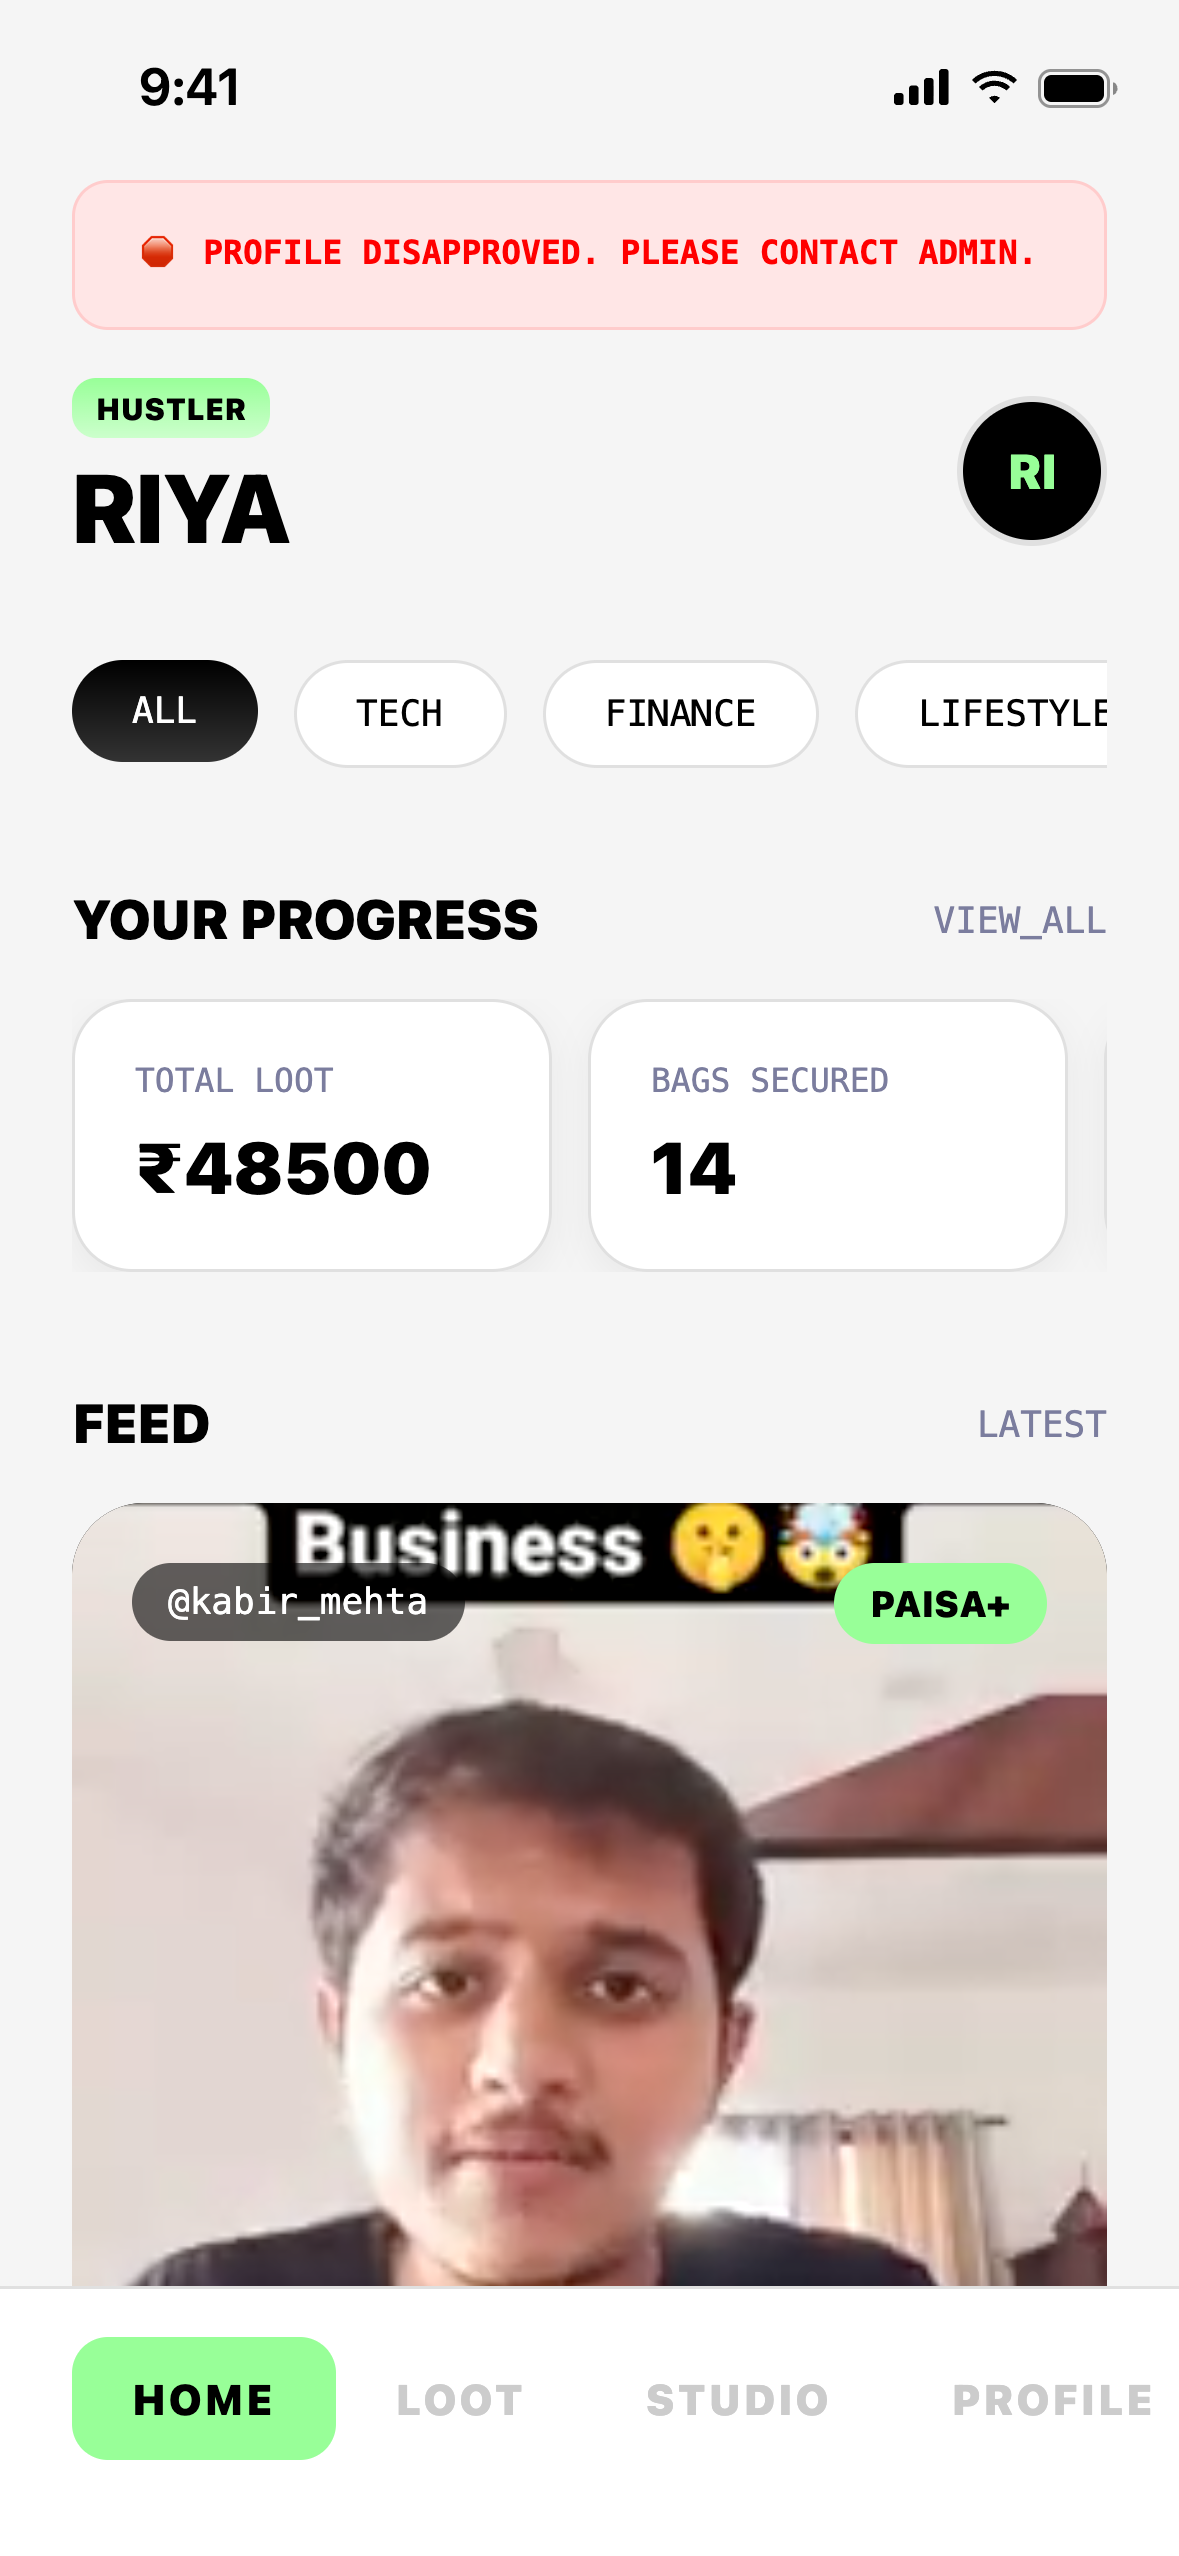 9:41
PROFILE DISAPPROVED. PLEASE CONTACT ADMIN.
HUSTLER
RIYA
RI
ALL
TECH
FINANCE
LIFESTYLE
YOUR PROGRESS
VIEW_ALL
TOTAL LOOT
BAGS SECURED
₹48500
14
FEED
LATEST
Business 🤫🤯
@kabir_mehta
PAISA+
HOME
LOOT
STUDIO
PROFILE